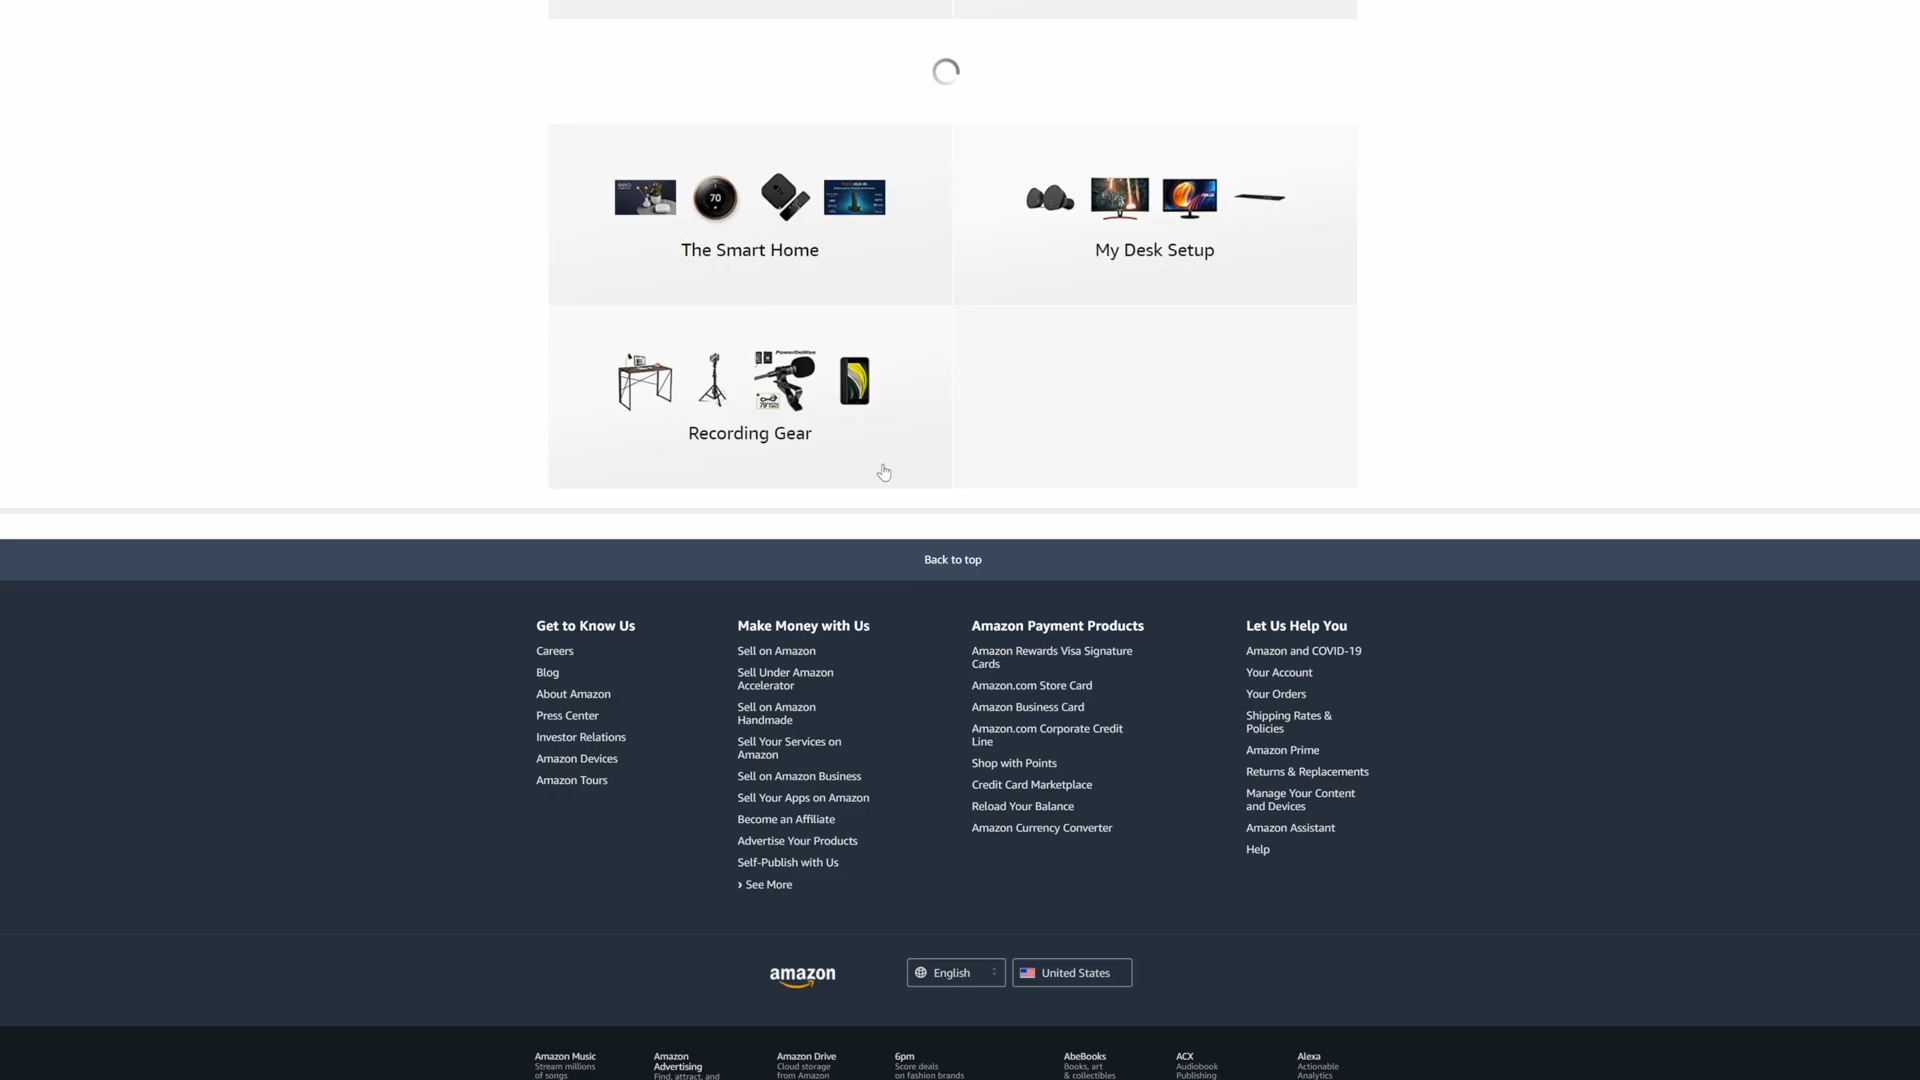 eero
70
PowerDeWise
The Smart Home
My Desk Setup
Recording Gear
Back to top
Get to Know Us
Careers
Blog
About Amazon
Press Center
Investor Relations
Amazon Devices
Amazon Tours
Make Money with Us
Sell on Amazon
Sell Under Amazon
Accelerator
Sell on Amazon
Handmade
Sell Your Services on
Amazon
Sell on Amazon Business
Sell Your Apps on Amazon
Become an Affiliate
Advertise Your Products
Self-Publish with Us
› See More
Amazon Payment Products
Amazon Rewards Visa Signature
Cards
Amazon.com Store Card
Amazon Business Card
Amazon.com Corporate Credit
Line
Shop with Points
Credit Card Marketplace
Reload Your Balance
Amazon Currency Converter
Let Us Help You
Amazon and COVID-19
Your Account
Your Orders
Shipping Rates &
Policies
Amazon Prime
Returns & Replacements
Manage Your Content
and Devices
Amazon Assistant
Help
amazon
English
United States
Amazon Music
Stream millions
of songs
Amazon
Advertising
Find, attract, and
Amazon Drive
Cloud storage
from Amazon
6pm
Score deals
on fashion brands
AbeBooks
Books, art
& collectibles
ACX
Audiobook
Publishing
Alexa
Actionable
Analytics